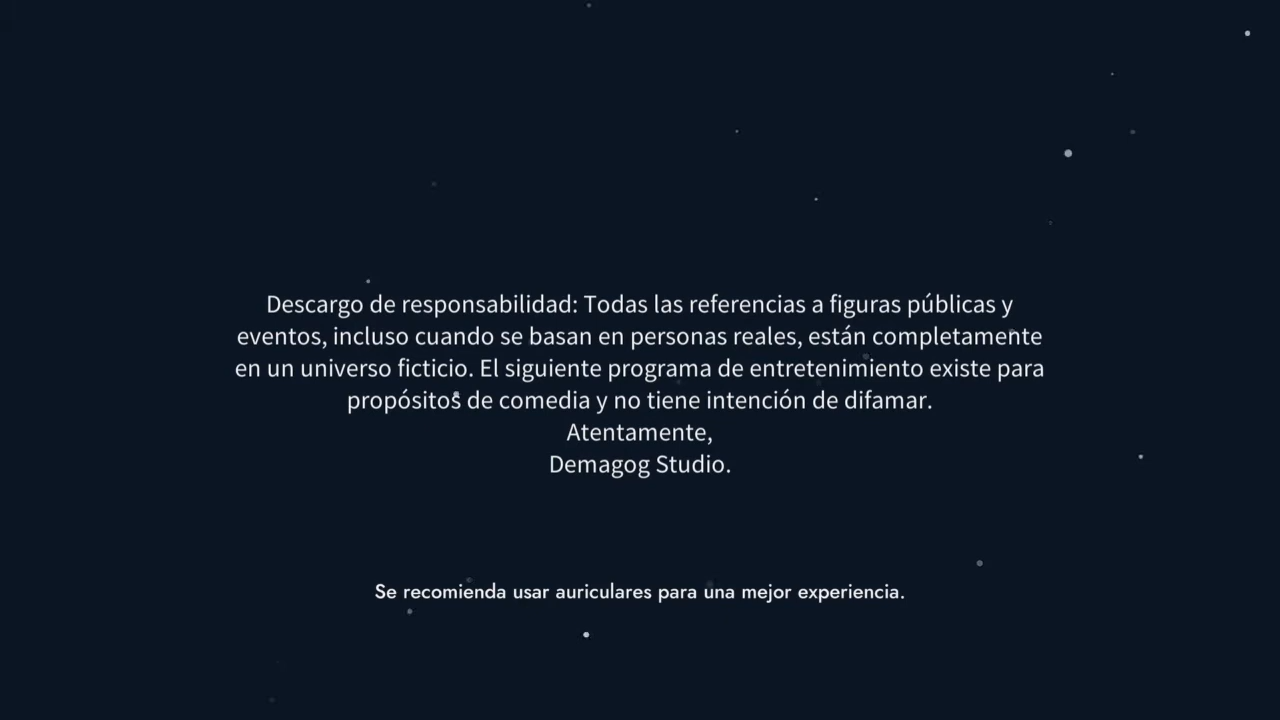 Descargo de responsabilidad: Todas las referencias a figuras públicas y
eventos, incluso cuando se basan en personas reales, están completamente
en un universo ficticio. El siguiente programa de entretenimiento existe para
propósitos de comedia y no tiene intención de difamar.
Atentamente,
Demagog Studio.
Se recomienda usar auriculares para una mejor experiencia.